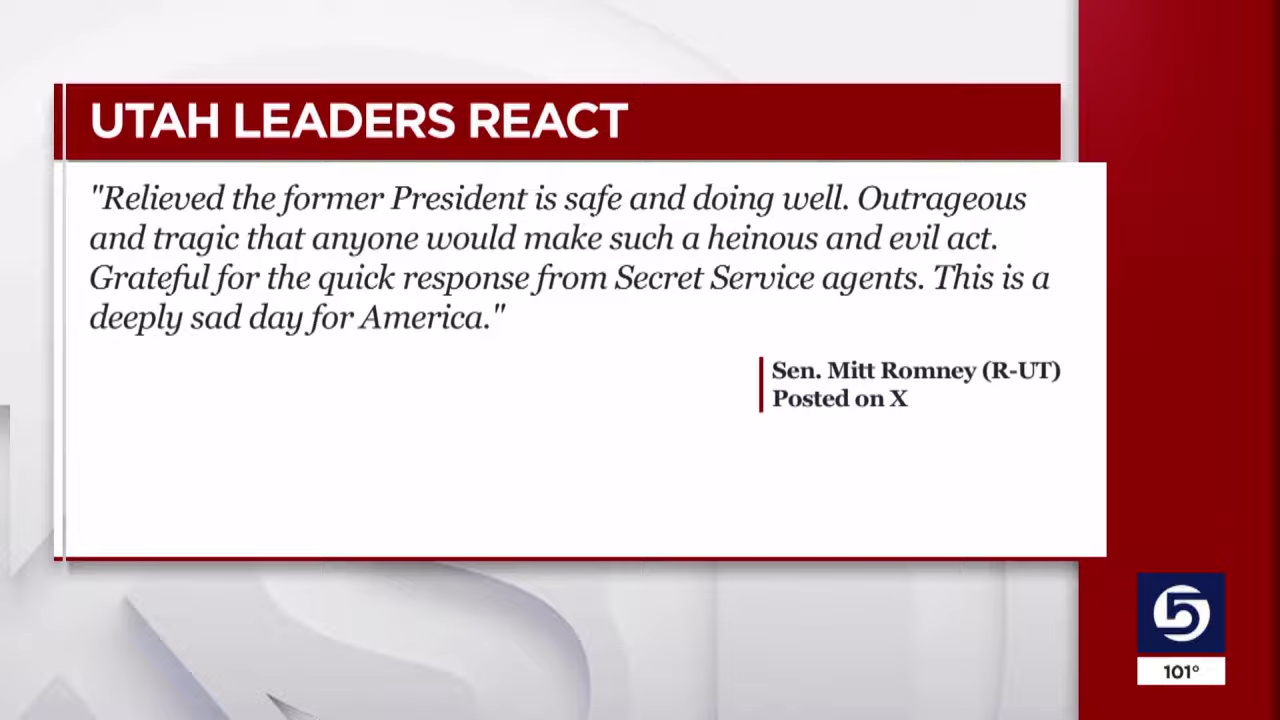 UTAH LEADERS REACT
"Relieved the former President is safe and doing well. Outrageous
and tragic that anyone would make such a heinous and evil act.
Grateful for the quick response from Secret Service agents. This is a
deeply sad day for America."
Sen. Mitt Romney (R-UT)
Posted on X
5
101°